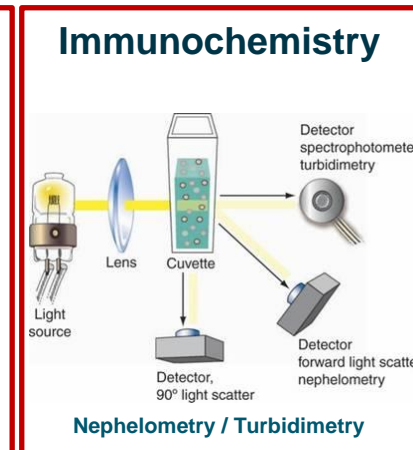 Immunochemistry
Detector
spectrophotomete
turbidimetry
Lens
Cuvette
Light
source
Detector
forward light scatte
nephelometry
Detector,
90° light scatter
Nephelometry / Turbidimetry